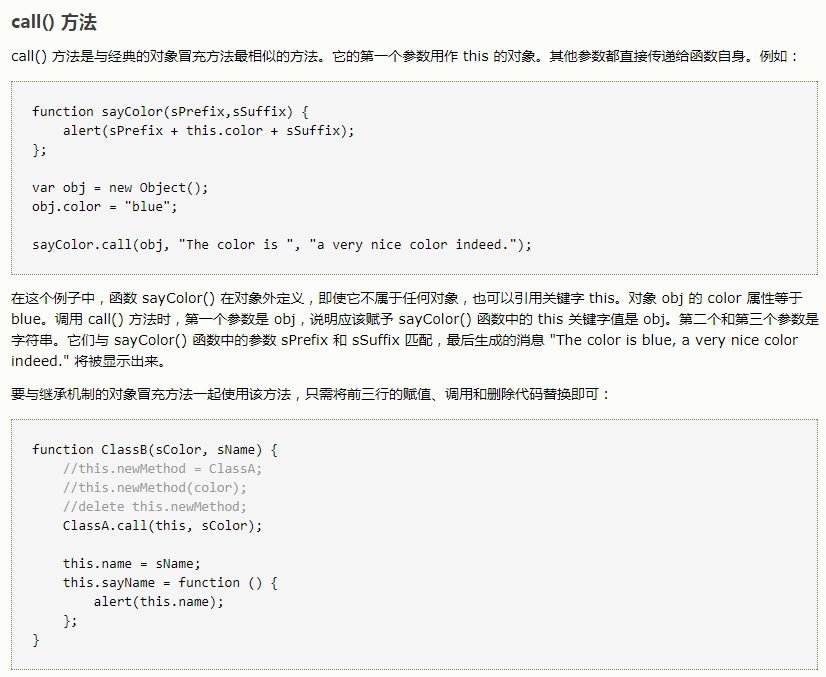 call() 方法
call() 方法是与经典的对象冒充方法最相似的方法。它的第一个参数用作 this 的对象。其他参数都直接传递给函数自身。例如：
function sayColor(sPrefix,sSuffix) {
    alert(sPrefix + this.color + sSuffix);
};
var obj = new Object();
obj.color = "blue";
sayColor.call(obj, "The color is ", "a very nice color indeed.");
在这个例子中，函数 sayColor() 在对象外定义，即使它不属于任何对象，也可以引用关键字 this。对象 obj 的 color 属性等于
blue。调用 call() 方法时，第一个参数是 obj，说明应该赋予 sayColor() 函数中的 this 关键字值是 obj。第二个和第三个参数是
字符串。它们与 sayColor() 函数中的参数 sPrefix 和 sSuffix 匹配，最后生成的消息 "The color is blue, a very nice color
indeed." 将被显示出来。
要与继承机制的对象冒充方法一起使用该方法，只需将前三行的赋值、调用和删除代码替换即可：
function ClassB(sColor, sName) {
    //this.newMethod = ClassA;
    //this.newMethod(color);
    //delete this.newMethod;
    ClassA.call(this, sColor);
    this.name = sName;
    this.sayName = function () {
        alert(this.name);
    };
}